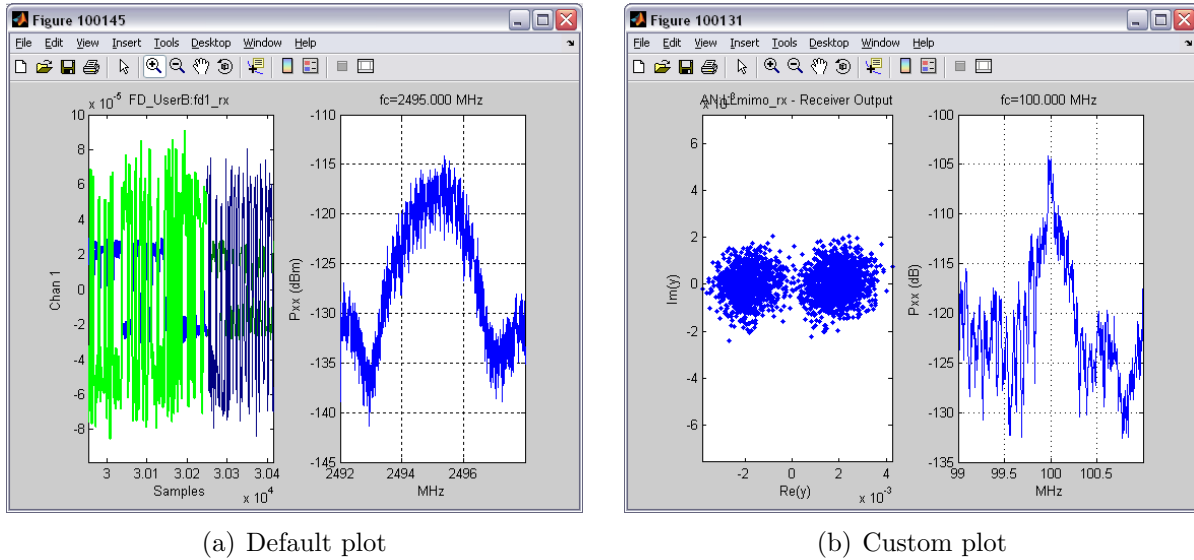 Figure 100145
File Edit View Insert Tools Desktop Window Help
x 10^-5
FD_UserB:fd1_rx
10
8
6
4
2
0
-2
-4
-6
-8
Chan 1
3 3.01 3.02 3.03 3.04
Samples
x 10^4
fc=2495.000 MHz
-110
-115
-120
-125
-130
-135
-140
-145
Pxx (dBm)
2492 2494 2496
MHz
(a) Default plot
Figure 100131
File Edit View Insert Tools Desktop Window Help
mimo_rx - Receiver Output
6
4
2
0
-2
-4
-6
Im(y)
-2 0 2 4
Re(y)
x 10^-3
fc=100.000 MHz
-100
-105
-110
-115
-120
-125
-130
-135
Pxx (dB)
99 99.5 100 100.5
MHz
(b) Custom plot